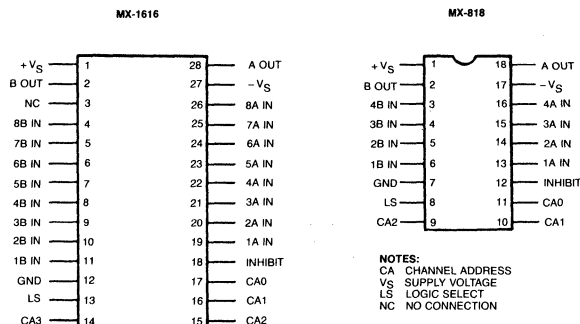 MX-1616
+VS 1 28 A OUT
B OUT 2 27 -VS
NC 3 26 8A IN
8B IN 4 25 7A IN
7B IN 5 24 6A IN
6B IN 6 23 5A IN
5B IN 7 22 4A IN
4B IN 8 21 3A IN
3B IN 9 20 2A IN
2B IN 10 19 1A IN
1B IN 11 18 INHIBIT
GND 12 17 CA0
LS 13 16 CA1
CA3 14 15 CA2
MX-818
+VS 1 18 A OUT
B OUT 2 17 -VS
4B IN 3 16 4A IN
3B IN 4 15 3A IN
2B IN 5 14 2A IN
1B IN 6 13 1A IN
GND 7 12 INHIBIT
LS 8 11 CA0
CA2 9 10 CA1
NOTES:
CA CHANNEL ADDRESS
VS SUPPLY VOLTAGE
LS LOGIC SELECT
NC NO CONNECTION